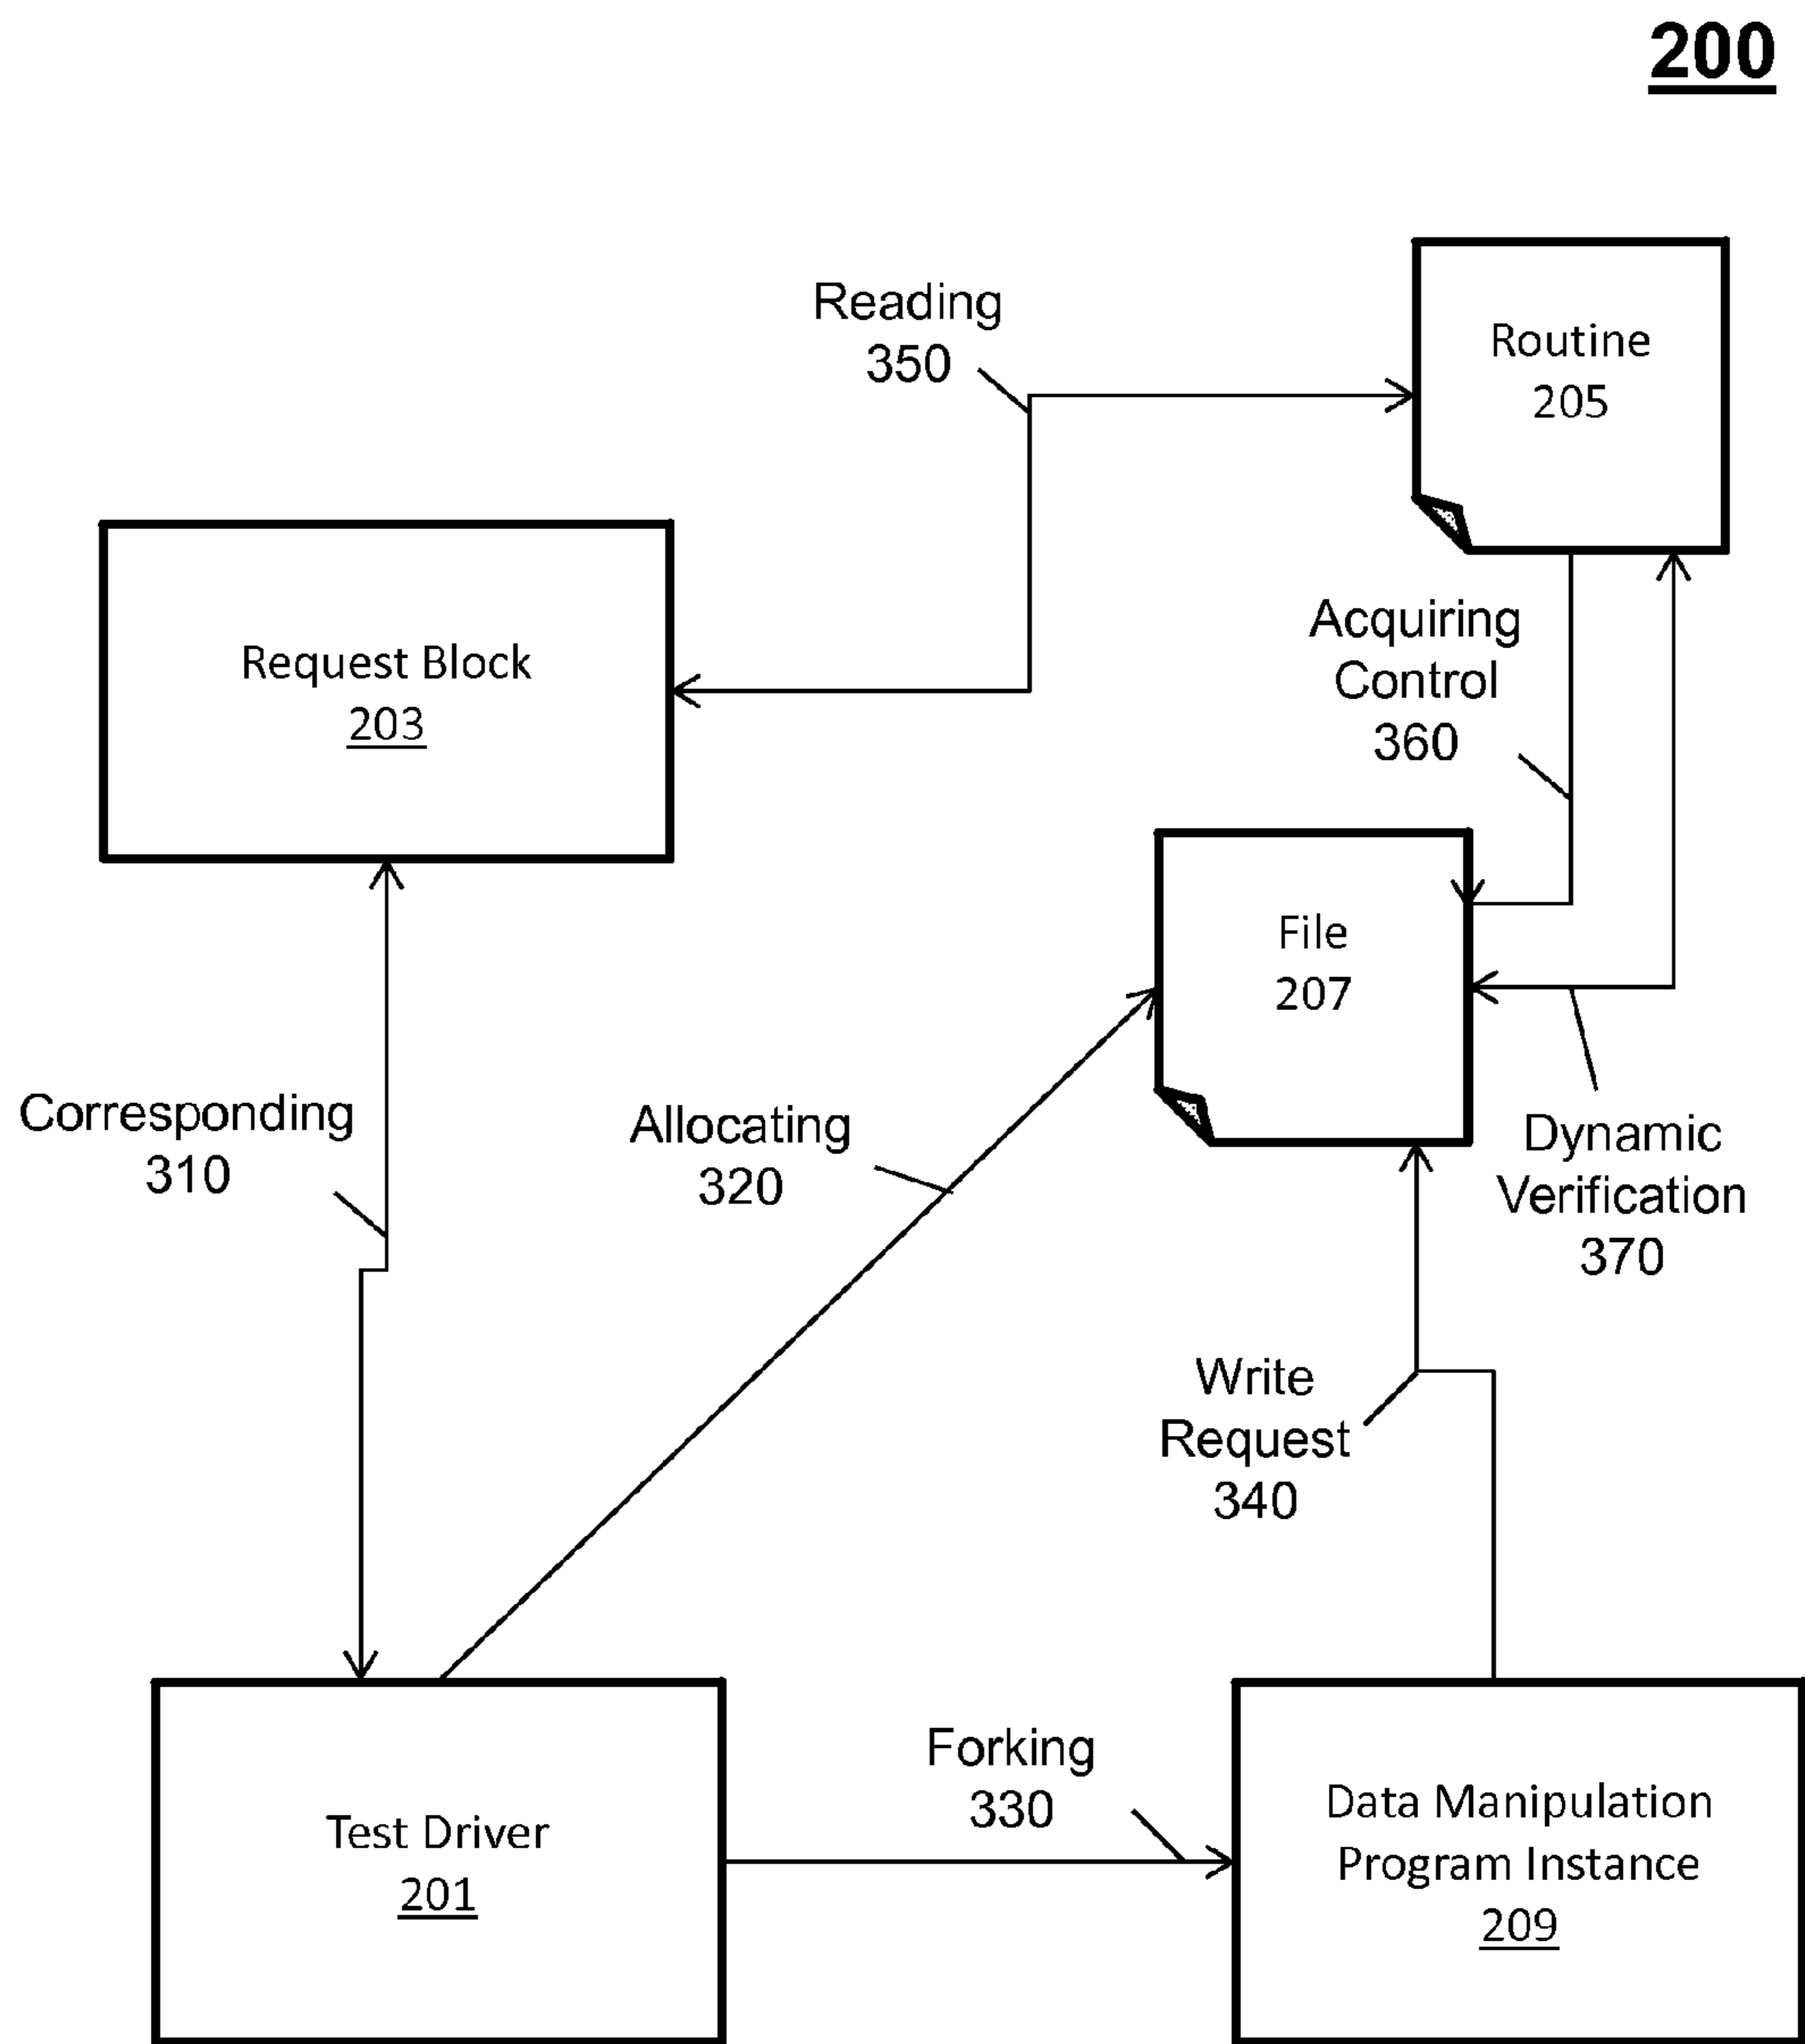 200
Reading
350
Routine
205
Request Block
203
Acquiring
Control
360
File
207
Corresponding
310
Allocating
320
Dynamic
Verification
370
Write
Request
340
Forking
330
Test Driver
201
Data Manipulation
Program Instance
209